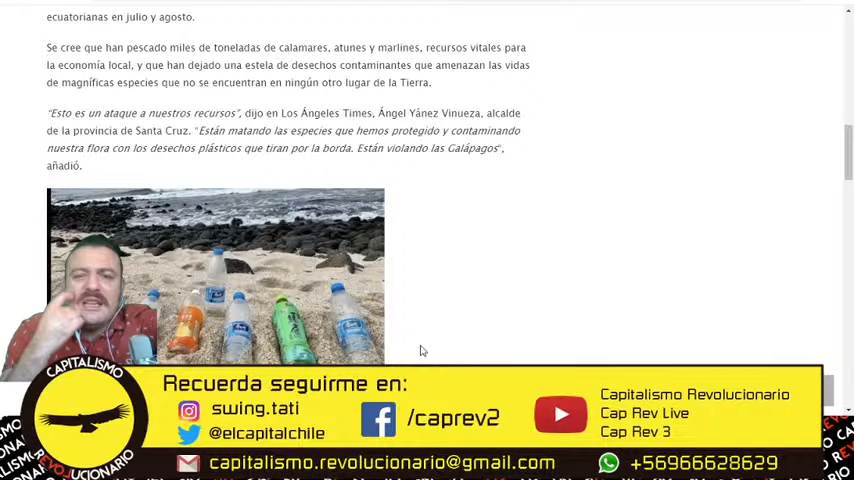 ecuatorianas en julio y agosto.
Se cree que han pescado miles de toneladas de calamares, atunes y marlines, recursos vitales para
la economía local, y que han dejado una estela de desechos contaminantes que amenazan las vidas
de magníficas especies que no se encuentran en ningún otro lugar de la Tierra.
“Esto es un ataque a nuestros recursos”, dijo en Los Ángeles Times, Ángel Yánez Vinueza, alcalde
de la provincia de Santa Cruz. “Están matando las especies que hemos protegido y contaminando
nuestra flora con los desechos plásticos que tiran por la borda. Están violando las Galápagos“,
añadió.
CAPITALISMO
REVOLUCIONARIO
Recuerda seguirme en:
swing.tati
@elcapitalchile
/caprev2
Capitalismo Revolucionario
Cap Rev Live
Cap Rev 3
capitalismo.revolucionario@gmail.com
+56966628629